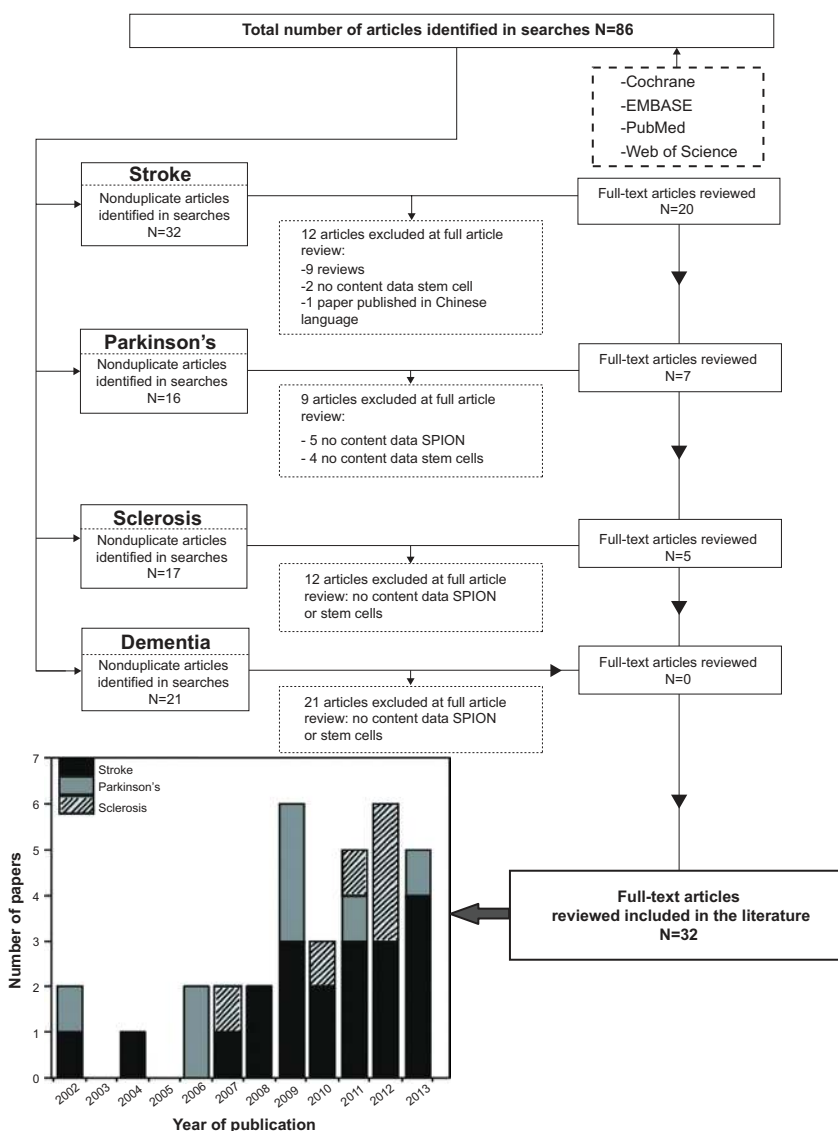 Total number of articles identified in searches N=86
-Cochrane
-EMBASE
-PubMed
-Web of Science
Stroke
Nonduplicate articles
identified in searches
N=32
Full-text articles reviewed
N=20
12 articles excluded at full article
review:
-9 reviews
-2 no content data stem cell
-1 paper published in Chinese
language
Parkinson's
Nonduplicate articles
identified in searches
N=16
Full-text articles reviewed
N=7
9 articles excluded at full article
review:
- 5 no content data SPION
- 4 no content data stem cells
Sclerosis
Nonduplicate articles
identified in searches
N=17
Full-text articles reviewed
N=5
12 articles excluded at full article
review: no content data SPION
or stem cells
Dementia
Nonduplicate articles
identified in searches
N=21
Full-text articles reviewed
N=0
21 articles excluded at full article
review: no content data SPION
or stem cells
Full-text articles
reviewed included in the literature
N=32
Stroke
Parkinson's
Sclerosis
Number of papers
7
6
5
4
3
2
1
0
2002 2003 2004 2005 2006 2007 2008 2009 2010 2011 2012 2013
Year of publication